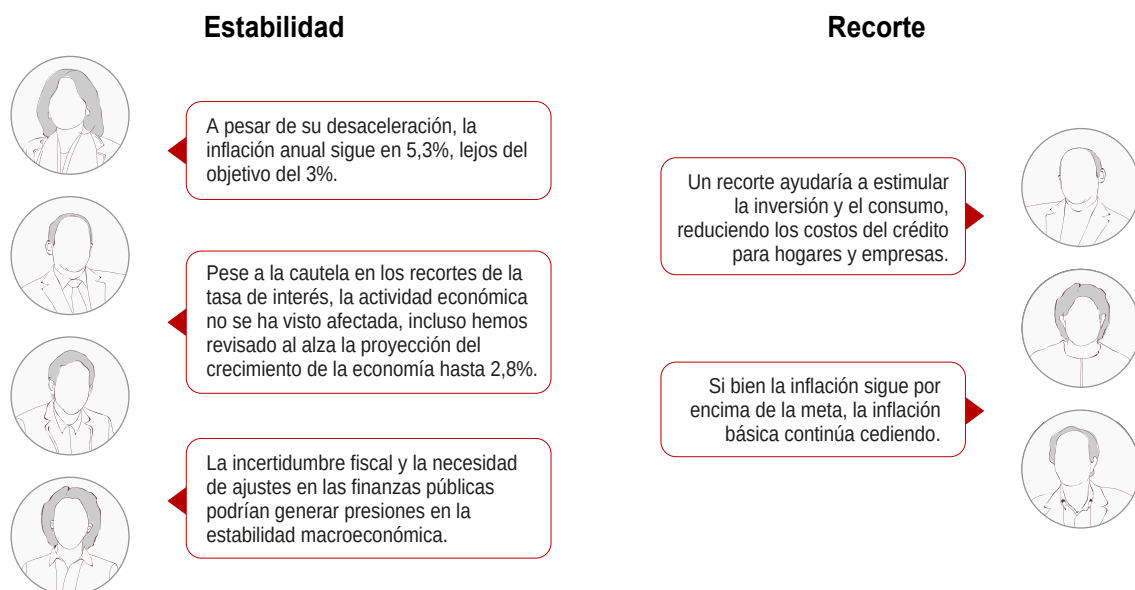 Estabilidad
A pesar de su desaceleración, la
inflación anual sigue en 5,3%, lejos del
objetivo del 3%.
Pese a la cautela en los recortes de la
tasa de interés, la actividad económica
no se ha visto afectada, incluso hemos
revisado al alza la proyección del
crecimiento de la economía hasta 2,8%.
La incertidumbre fiscal y la necesidad
de ajustes en las finanzas públicas
podrían generar presiones en la
estabilidad macroeconómica.
Recorte
Un recorte ayudaría a estimular
la inversión y el consumo,
reduciendo los costos del crédito
para hogares y empresas.
Si bien la inflación sigue por
encima de la meta, la inflación
básica continúa cediendo.